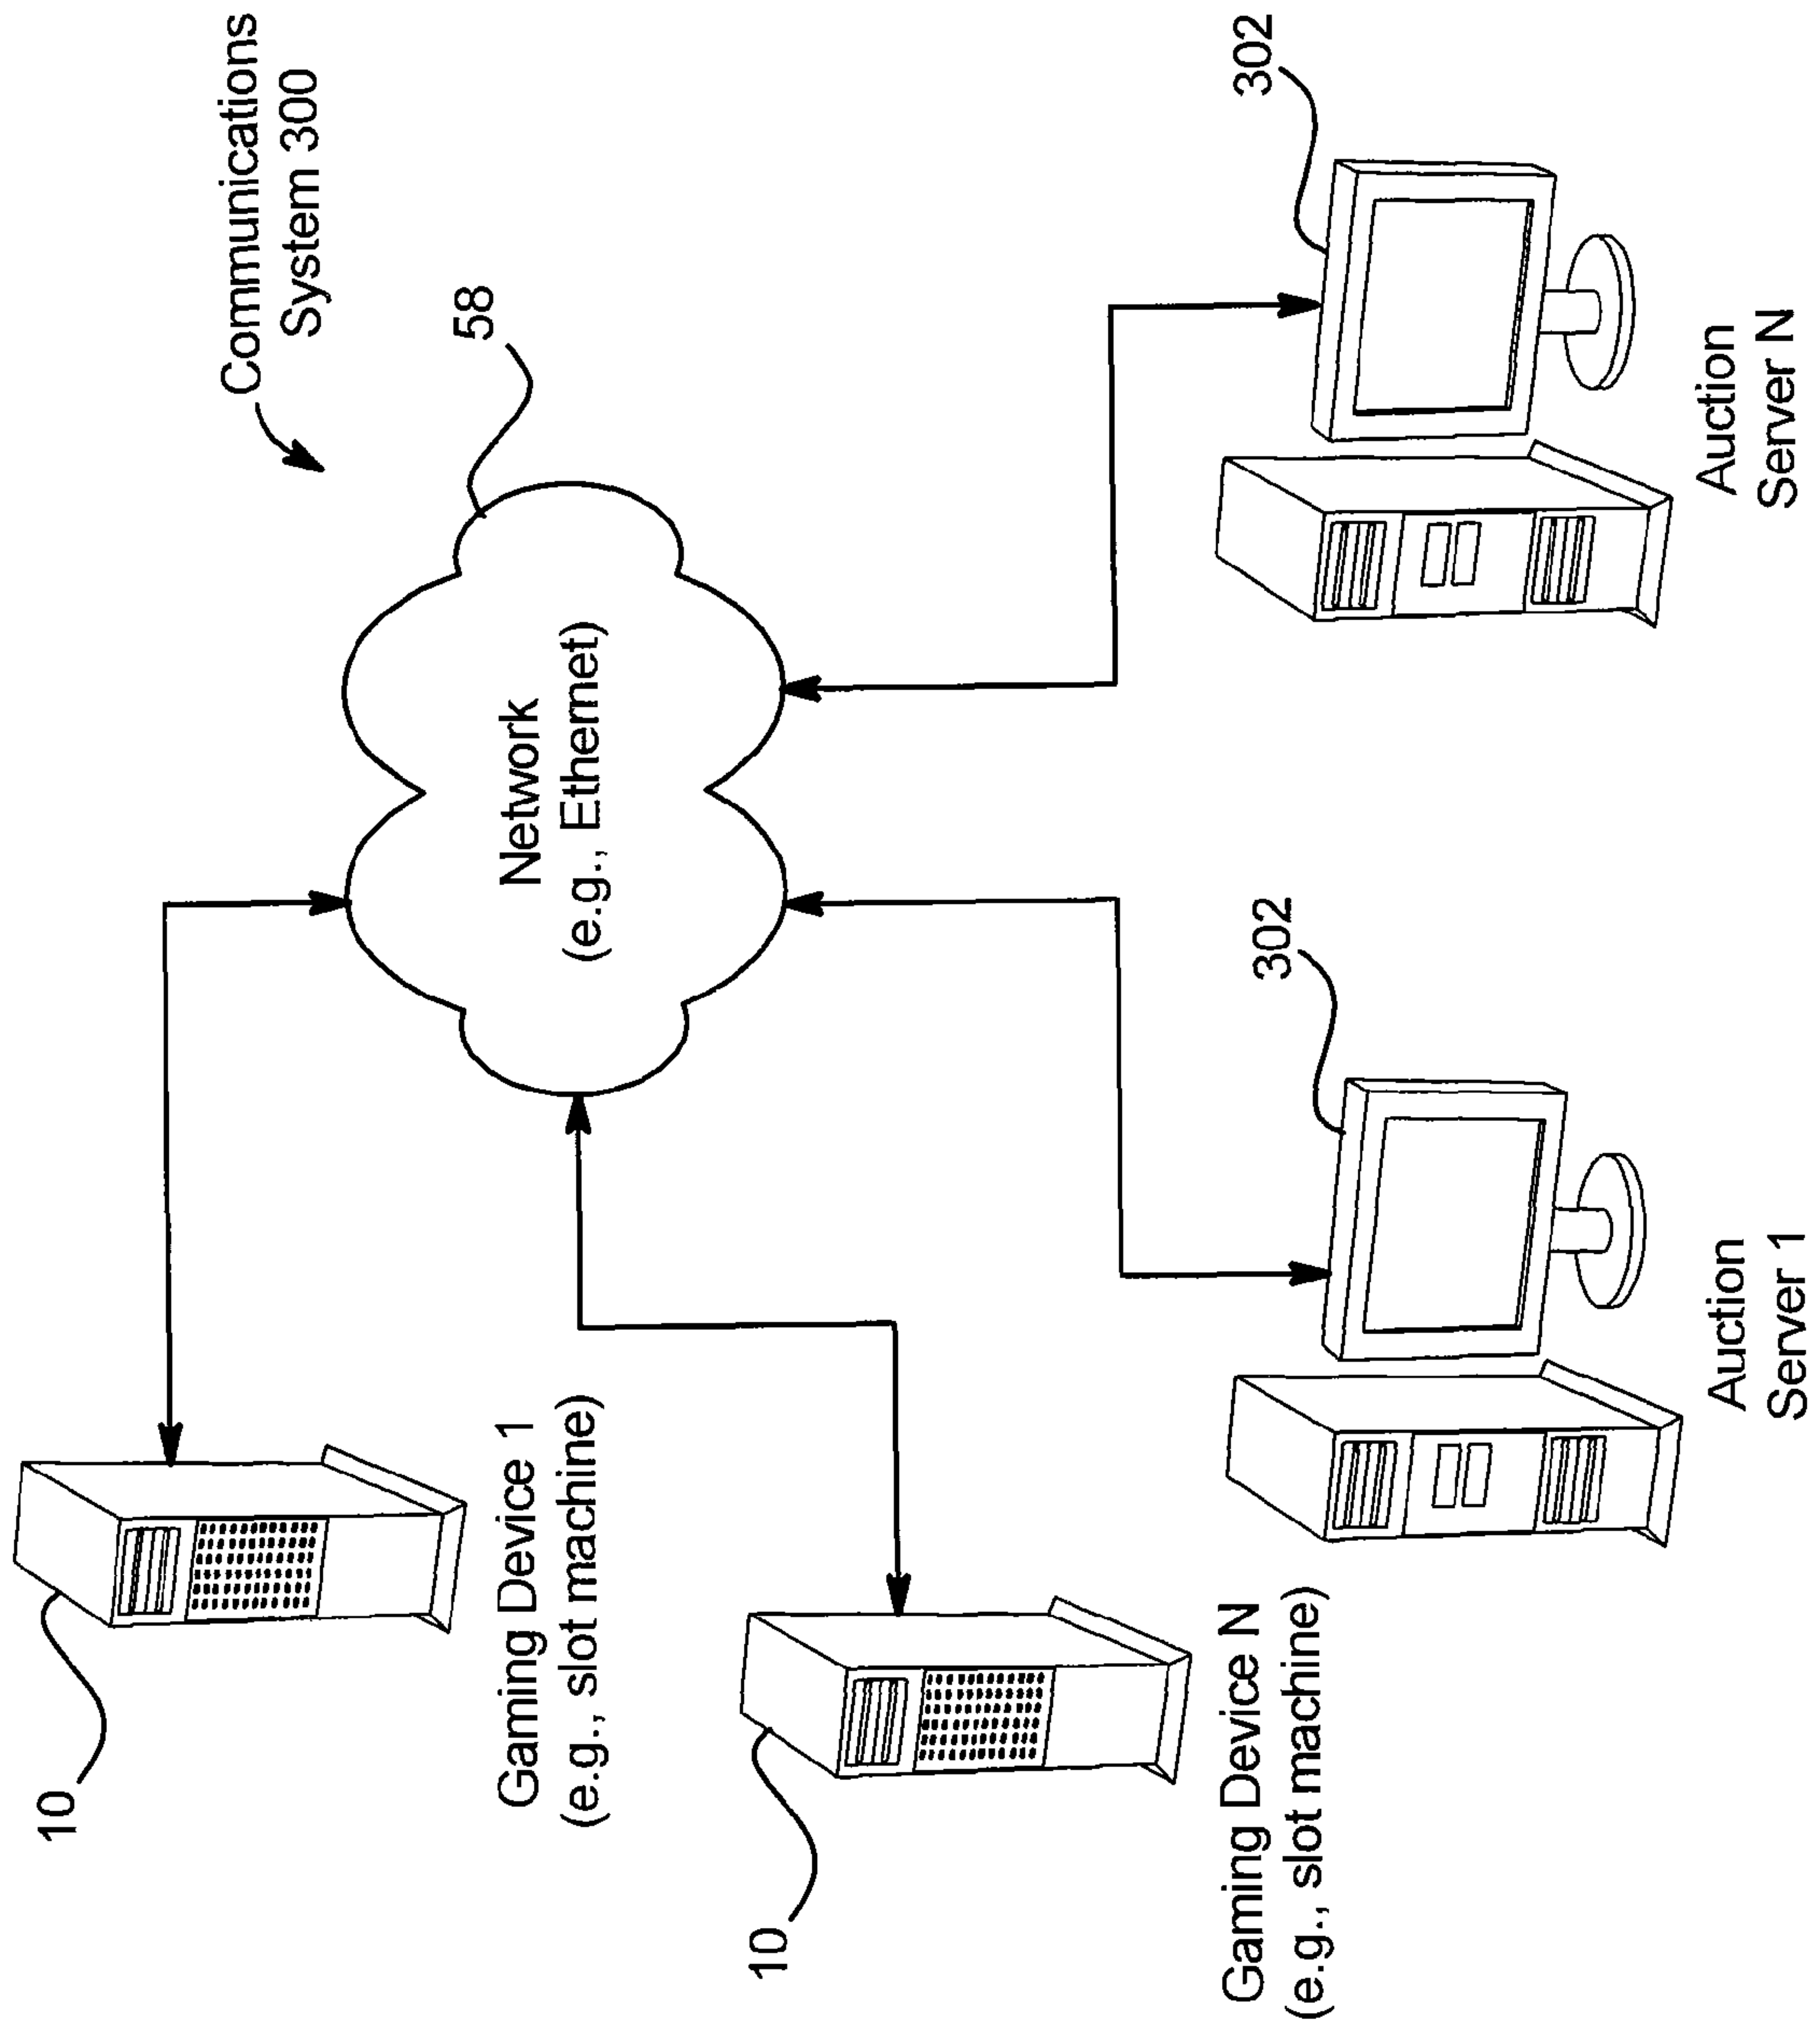 Communications
System 300
58
10
Network
(e.g., Ethernet)
Gaming Device 1
(e.g., slot machine)
10
Gaming Device N
(e.g., slot machine)
302
302
Auction
Server 1
Auction
Server N